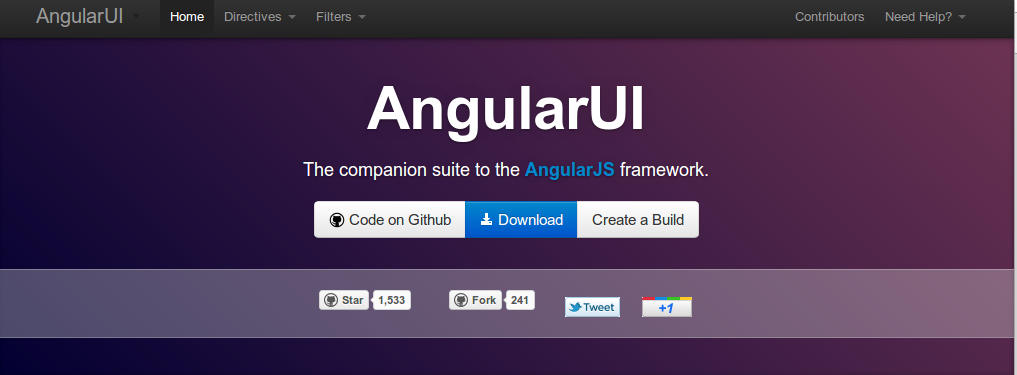 AngularUI Home Directives Filters Contributors Need Help?
AngularUI
The companion suite to the AngularJS framework.
Code on Github Download Create a Build
Star 1,533 Fork 241 Tweet +1